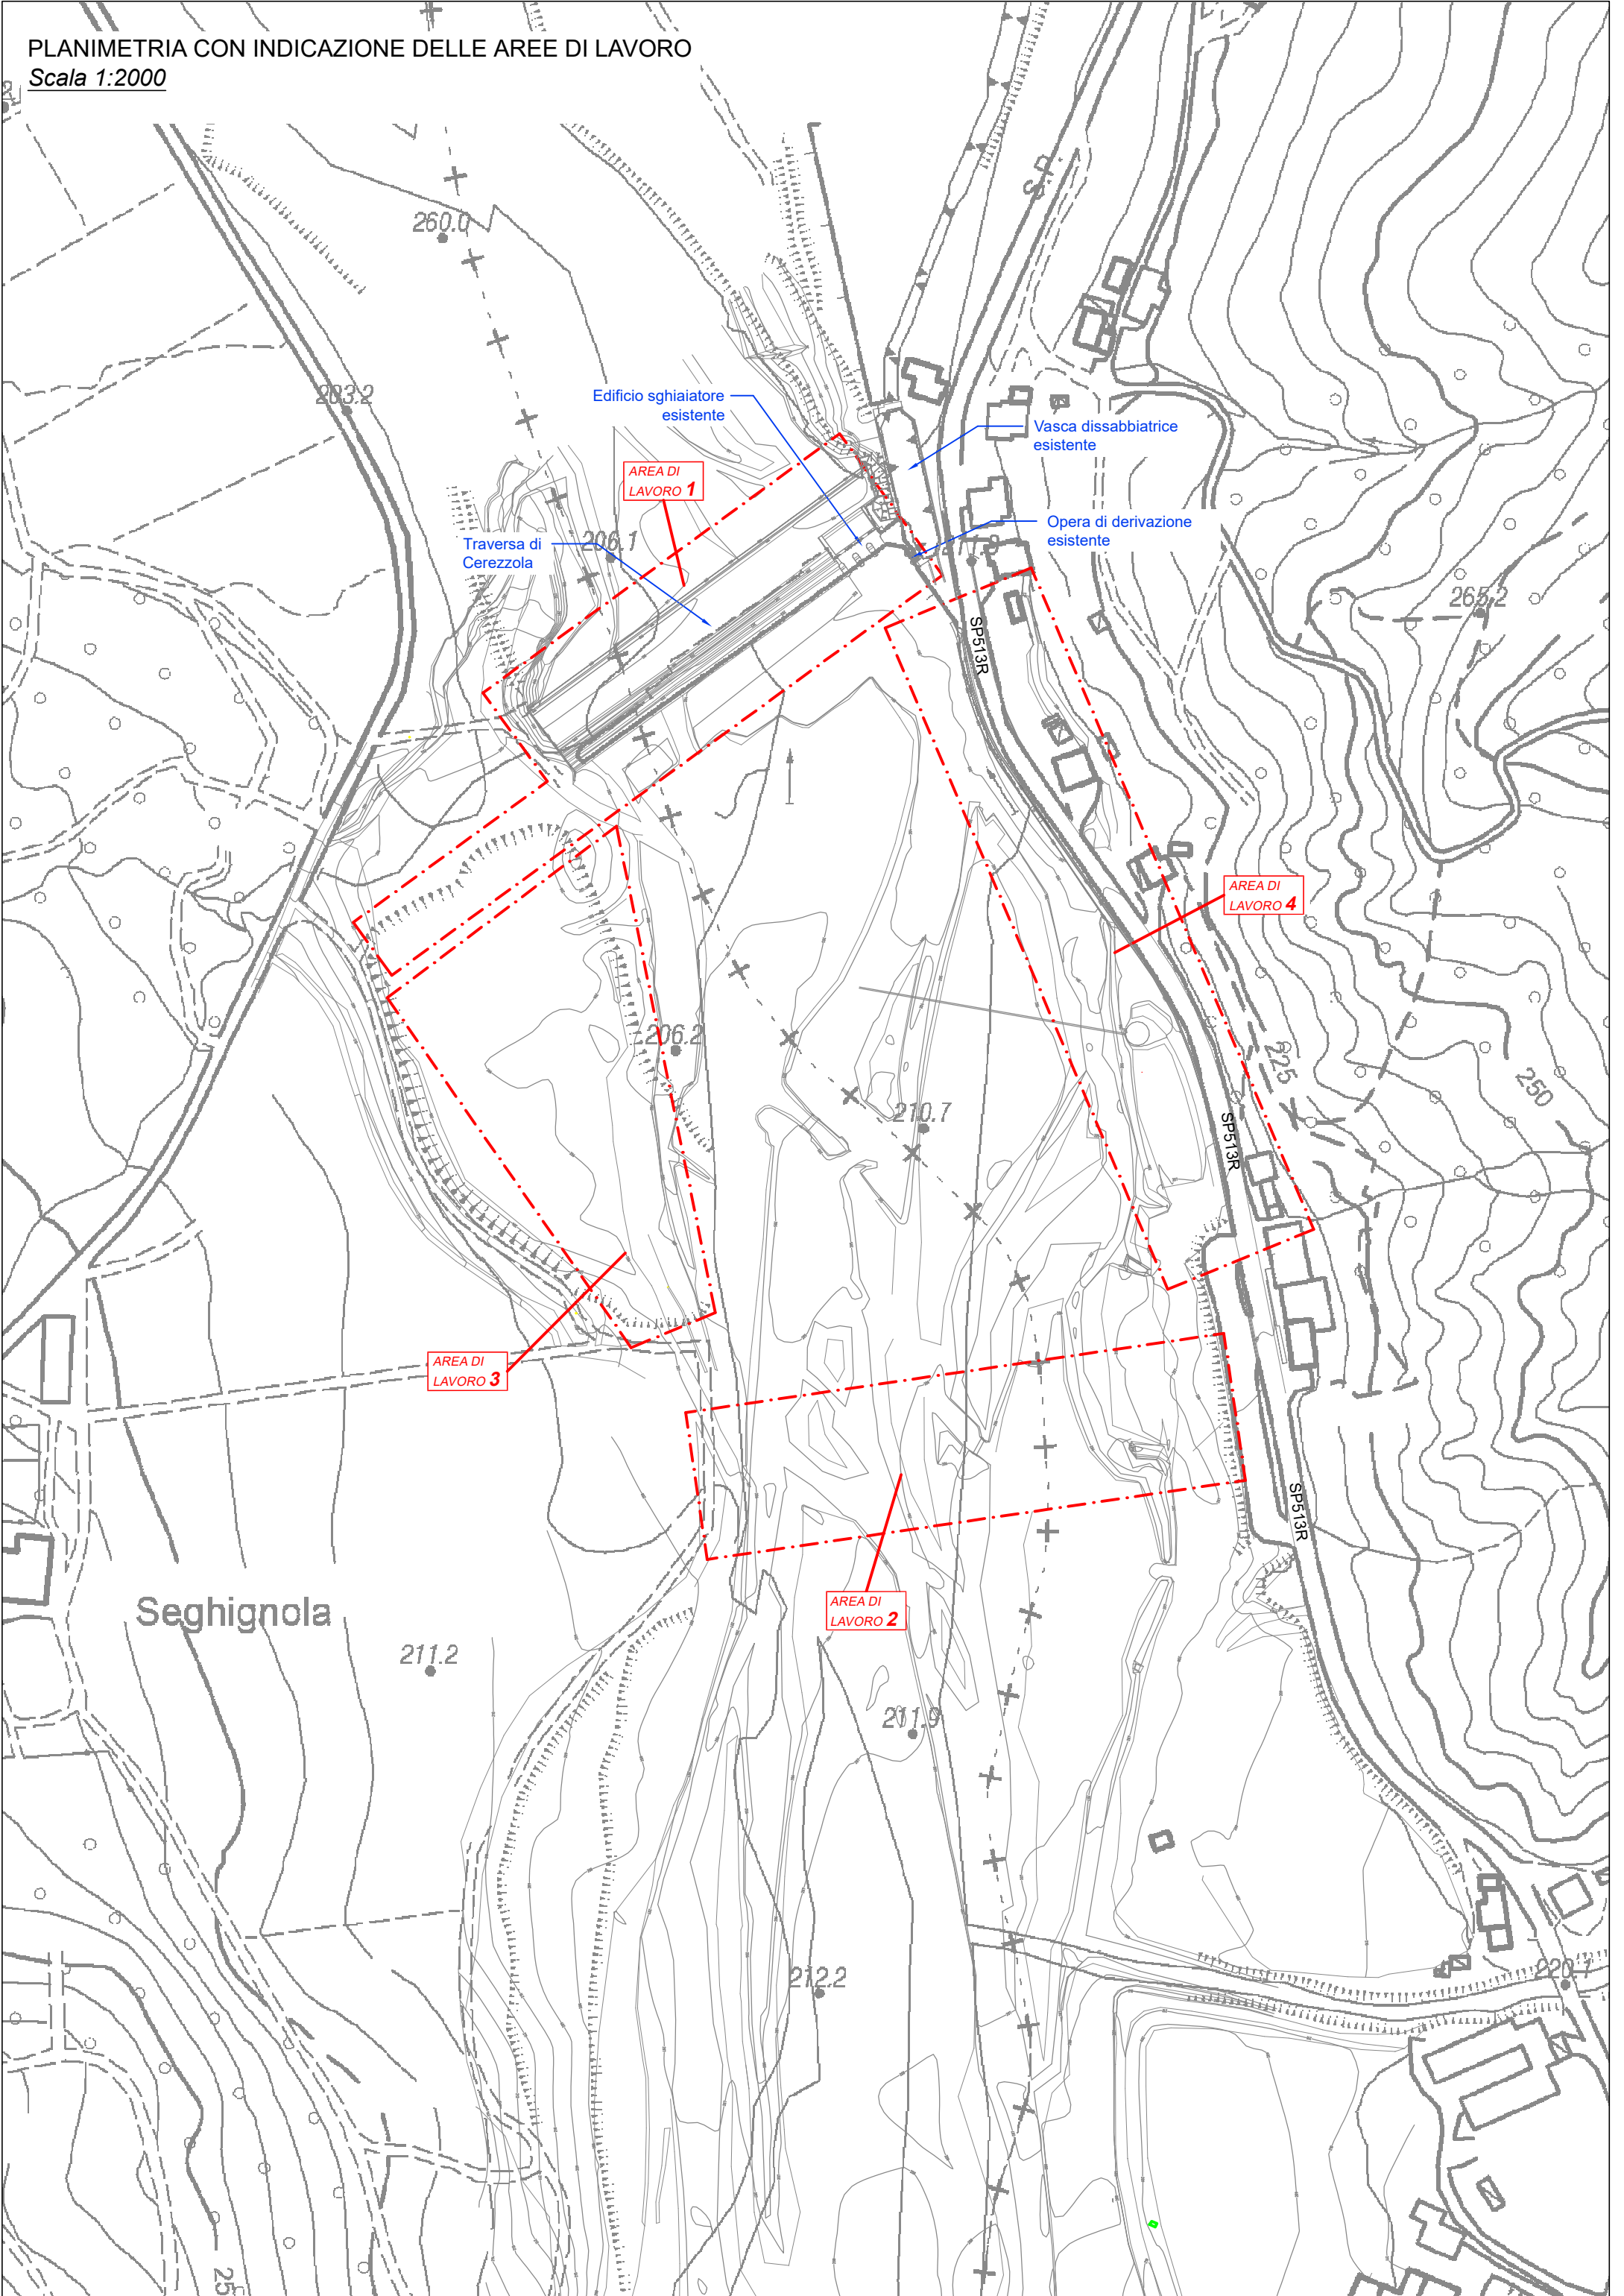 PLANIMETRIA CON INDICAZIONE DELLE AREE DI LAVORO
Scala 1:2000
S.P.
260.0
203.2
Edificio sghiaiatore
esistente
Vasca dissabbiatrice
esistente
AREA DI
LAVORO 1
Opera di derivazione
esistente
Traversa di
Cerezzola
206.1
265.2
SP513R
AREA DI
LAVORO 4
206.2
225
250
210.7
SP513R
AREA DI
LAVORO 3
SP513R
AREA DI
LAVORO 2
Seghignola
211.2
211.9
212.2
220.1